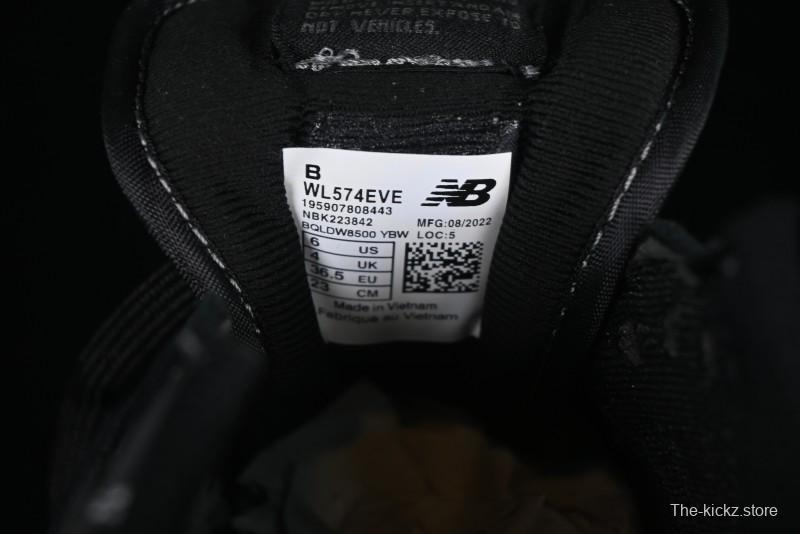 NOT VEHICLES.
B
WL574EVE
NB
195907808443
NBK223842
MFG:08/2022
BQLDW8500 YBW LOC:5
6 US
4 UK
36.5 EU
23 CM
Made in Vietnam
Fabriqué au Vietnam
The-kickz.store